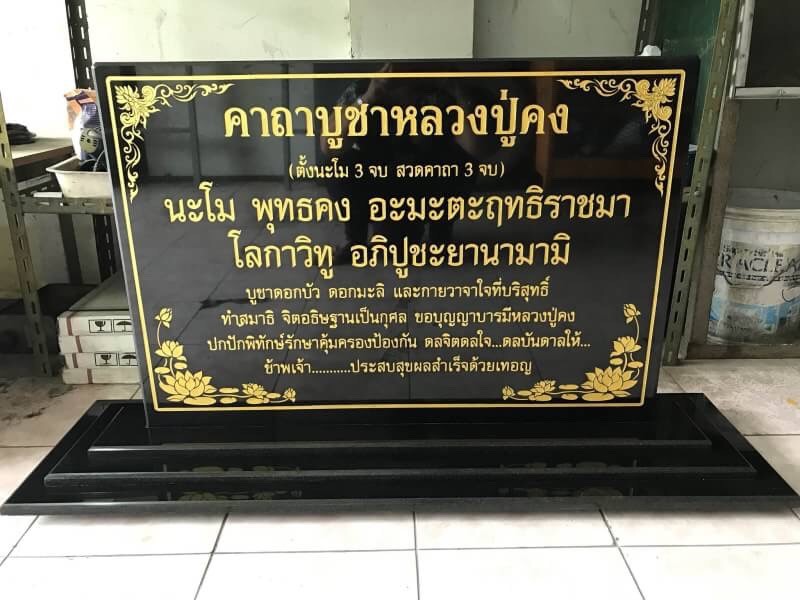 คาถาบูชาหลวงปู่คง
(ตั้งนะโม 3 จบ สวดคาถา 3 จบ)
นะโม พุทธคง อะมะตะฤทธิราชมา
โลกาวิทู อภิปูชะยานามามิ
บูชาดอกบัว ดอกมะลิ และกายวาจาใจที่บริสุทธิ์
ทำสมาธิ จิตอธิษฐานเป็นกุศล ขอบุญญาบารมีหลวงปู่คง
ปกปักพิทักษ์รักษาคุ้มครองป้องกัน ดลจิตดลใจ...ดลบันดาลให้...
ข้าพเจ้า..........ประสบสุขผลสำเร็จด้วยเทอญ